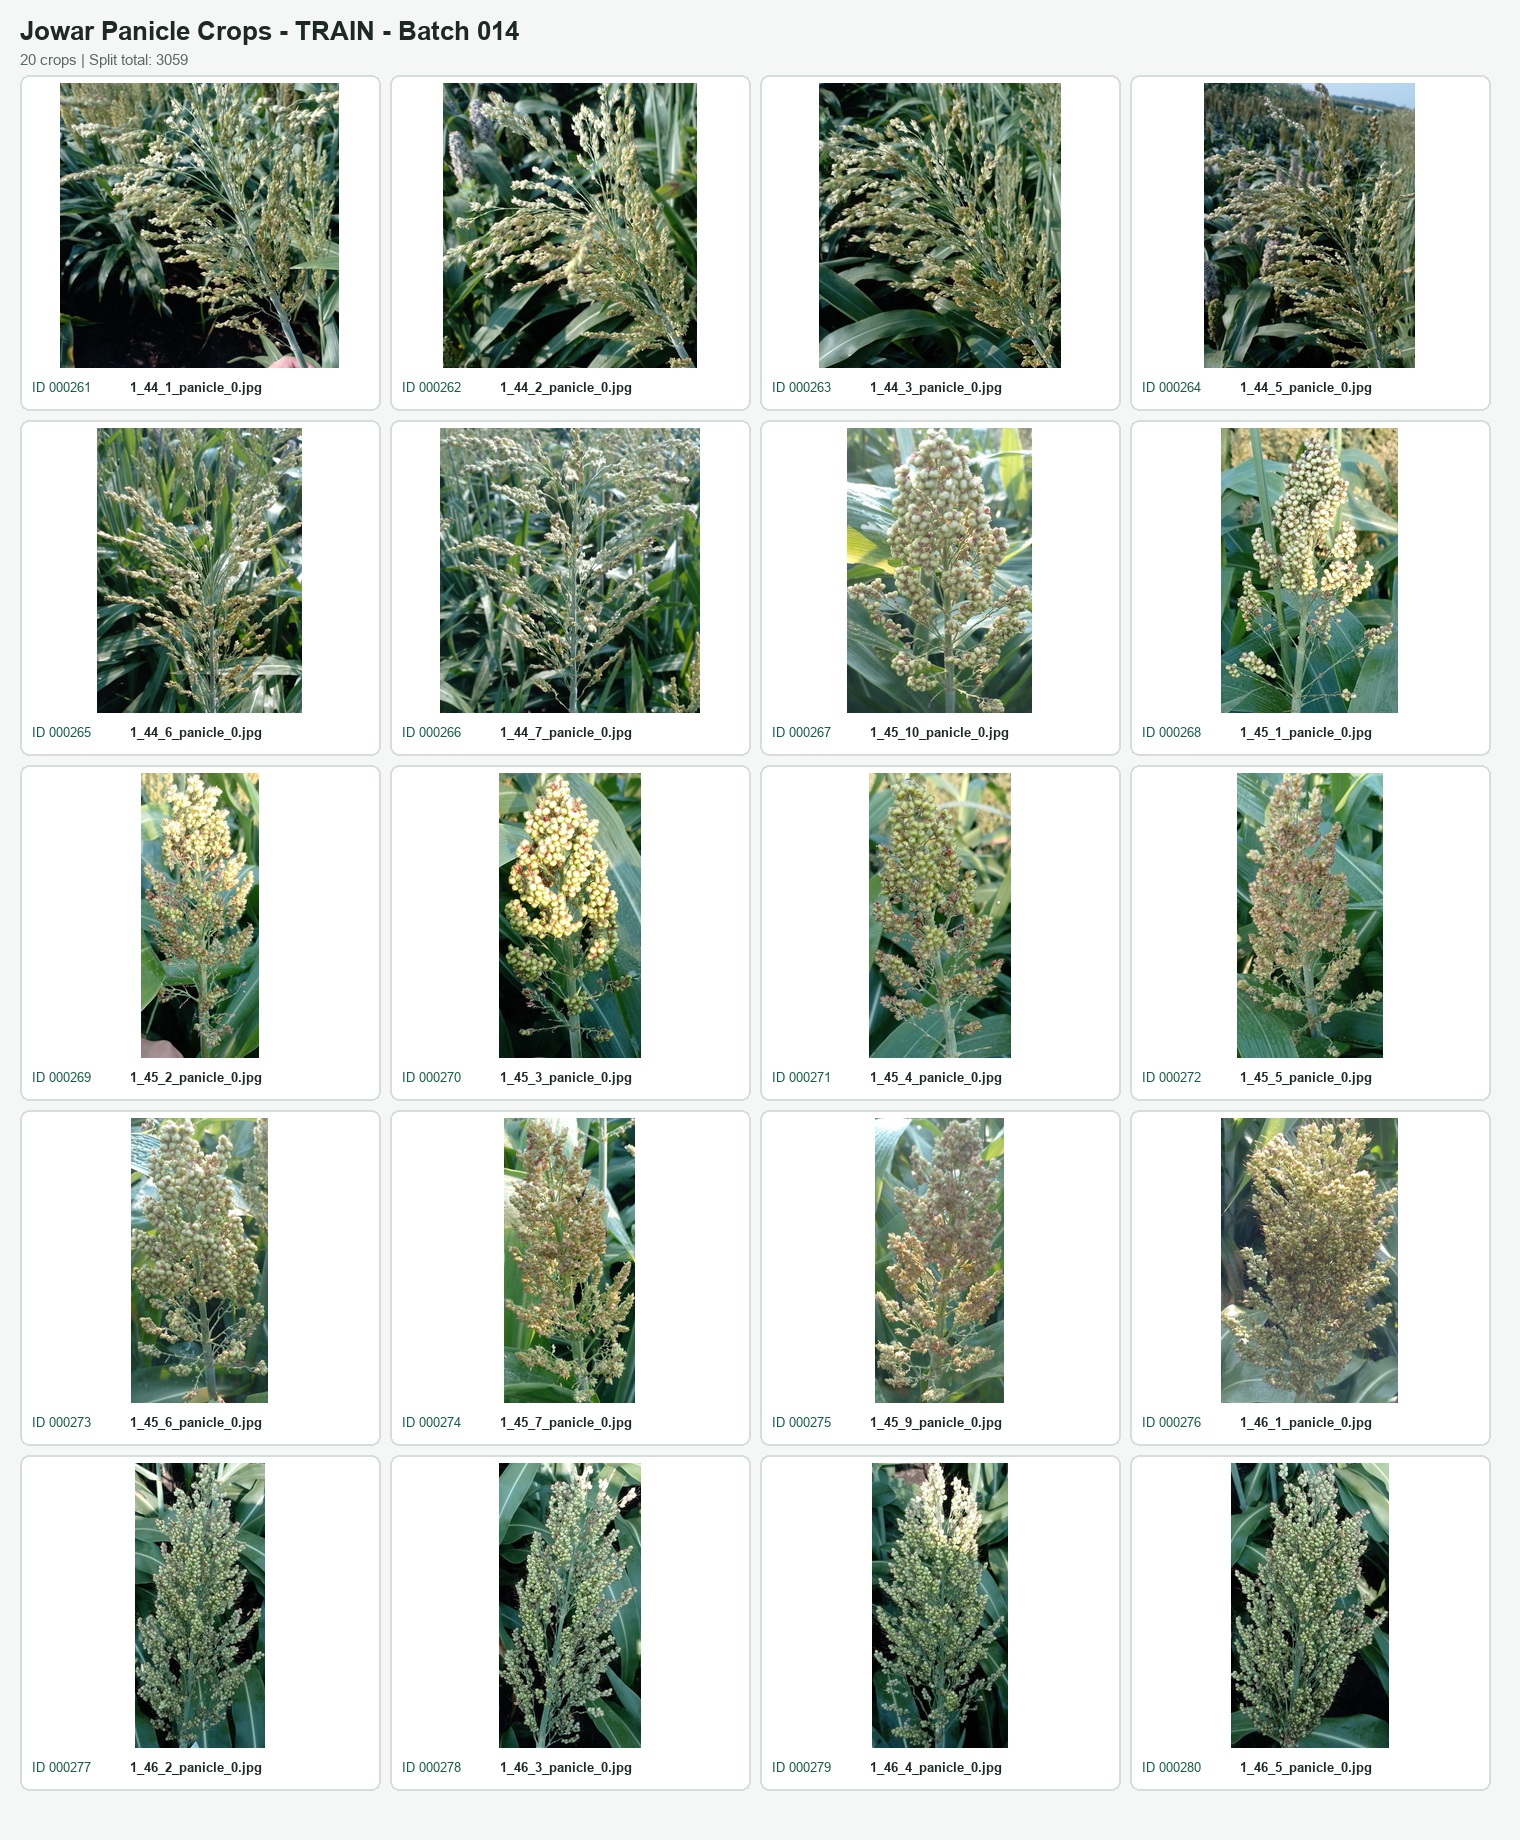 Jowar Panicle Crops - TRAIN - Batch 014
20 crops | Split total: 3059
ID 000261 1_44_1_panicle_0.jpg
ID 000262 1_44_2_panicle_0.jpg
ID 000263 1_44_3_panicle_0.jpg
ID 000264 1_44_5_panicle_0.jpg
ID 000265 1_44_6_panicle_0.jpg
ID 000266 1_44_7_panicle_0.jpg
ID 000267 1_45_10_panicle_0.jpg
ID 000268 1_45_1_panicle_0.jpg
ID 000269 1_45_2_panicle_0.jpg
ID 000270 1_45_3_panicle_0.jpg
ID 000271 1_45_4_panicle_0.jpg
ID 000272 1_45_5_panicle_0.jpg
ID 000273 1_45_6_panicle_0.jpg
ID 000274 1_45_7_panicle_0.jpg
ID 000275 1_45_9_panicle_0.jpg
ID 000276 1_46_1_panicle_0.jpg
ID 000277 1_46_2_panicle_0.jpg
ID 000278 1_46_3_panicle_0.jpg
ID 000279 1_46_4_panicle_0.jpg
ID 000280 1_46_5_panicle_0.jpg